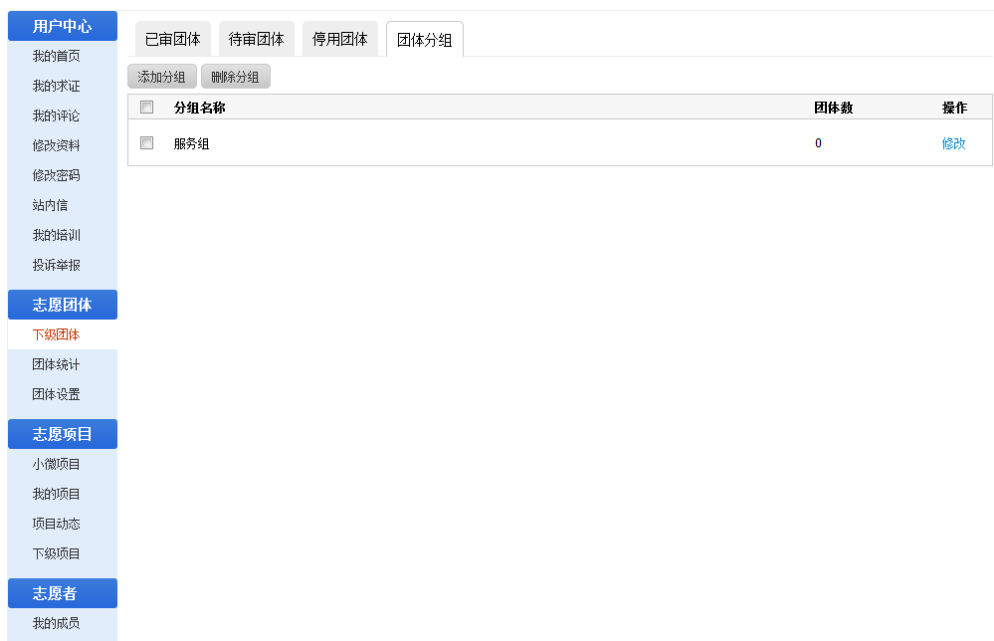 用户中心
我的首页
我的求证
我的评论
修改资料
修改密码
站内信
我的培训
投诉举报
志愿团体
下级团体
团体统计
团体设置
志愿项目
小微项目
我的项目
项目动态
下级项目
志愿者
我的成员
已审团体 待审团体 停用团体 团体分组
添加分组 删除分组
分组名称 团体数 操作
服务组 0 修改